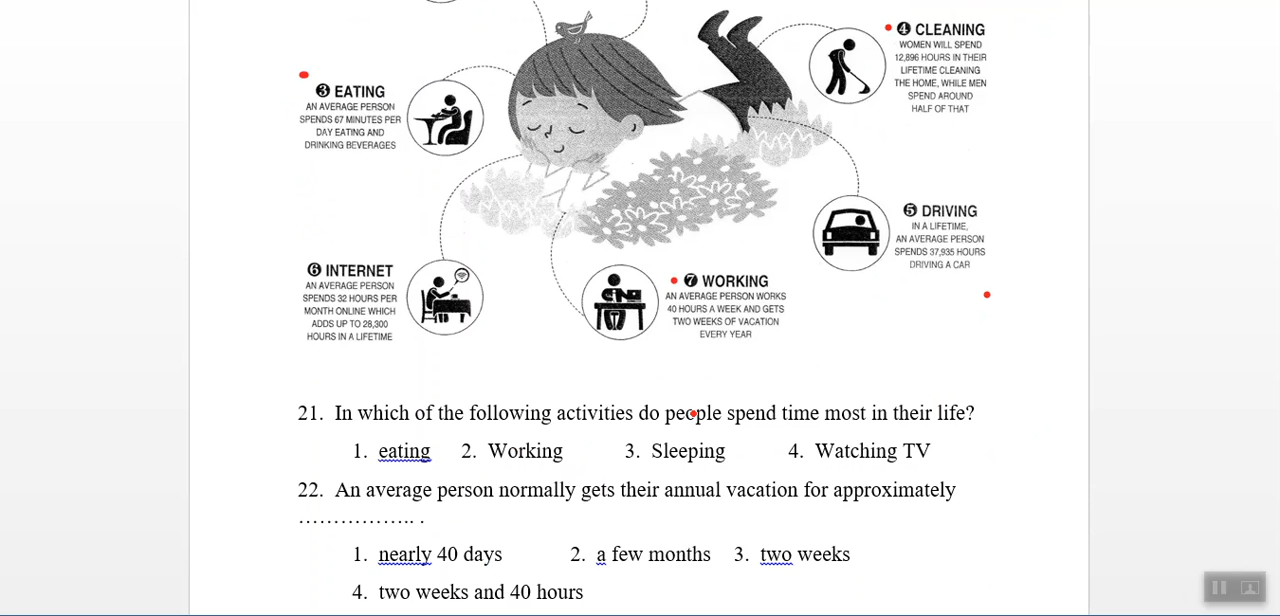 ❹ CLEANING
WOMEN WILL SPEND
12,896 HOURS IN THEIR
LIFETIME CLEANING
THE HOME, WHILE MEN
SPEND AROUND
HALF OF THAT
❸ EATING
AN AVERAGE PERSON
SPENDS 67 MINUTES PER
DAY EATING AND
DRINKING BEVERAGES
❺ DRIVING
IN A LIFETIME,
AN AVERAGE PERSON
SPENDS 37,935 HOURS
DRIVING A CAR
❻ INTERNET
AN AVERAGE PERSON
SPENDS 32 HOURS PER
MONTH ONLINE WHICH
ADDS UP TO 28,300
HOURS IN A LIFETIME
❼ WORKING
AN AVERAGE PERSON WORKS
40 HOURS A WEEK AND GETS
TWO WEEKS OF VACATION
EVERY YEAR
21. In which of the following activities do people spend time most in their life?
1. eating 2. Working 3. Sleeping 4. Watching TV
22. An average person normally gets their annual vacation for approximately
…………….. .
1. nearly 40 days 2. a few months 3. two weeks
4. two weeks and 40 hours